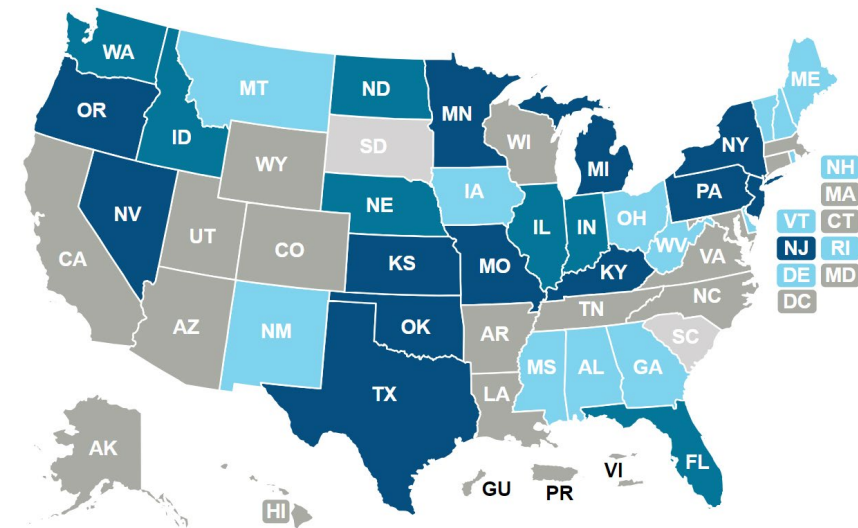 WA
MT
ND
MN
ME
OR
ID
SD
WI
NY
WY
MI
NH
IA
PA
MA
NV
NE
IL
IN
OH
VT
CT
UT
CO
WV
NJ
RI
CA
KS
MO
KY
VA
DE
MD
DC
AZ
NM
OK
AR
TN
NC
SC
TX
MS
AL
GA
LA
AK
FL
HI
GU
PR
VI